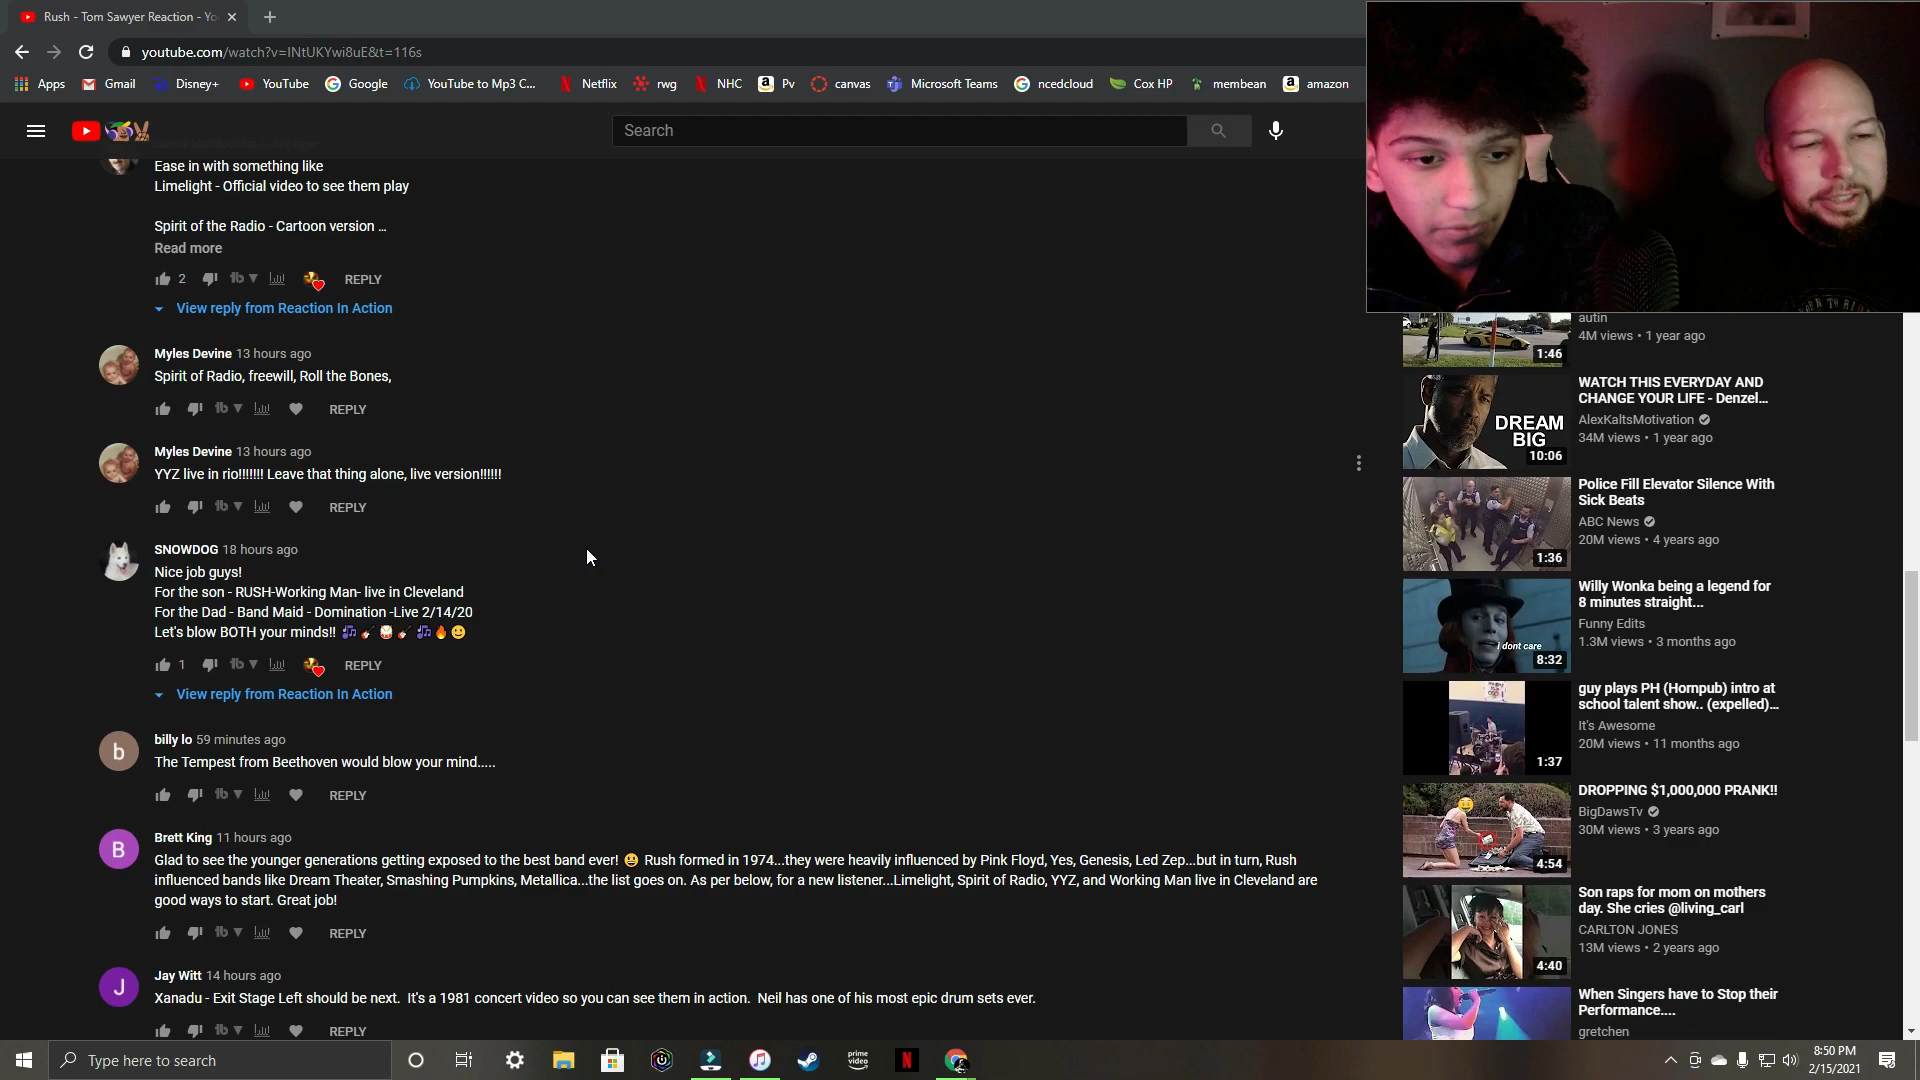 Rush - Tom Sawyer Reaction - Yo
youtube.com/watch?v=INtUKYwi8uE&t=116s
Apps
Gmail
Disney+
YouTube
Google
YouTube to Mp3 C...
Netflix
rwg
NHC
Pv
canvas
Microsoft Teams
ncedcloud
Cox HP
membean
amazon
Search
Ease in with something like
Limelight - Official video to see them play
Spirit of the Radio - Cartoon version ...
Read more
2
REPLY
View reply from Reaction In Action
Myles Devine 13 hours ago
Spirit of Radio, freewill, Roll the Bones,
REPLY
Myles Devine 13 hours ago
YYZ live in rio!!!!!!! Leave that thing alone, live version!!!!!!
REPLY
SNOWDOG 18 hours ago
Nice job guys!
For the son - RUSH-Working Man- live in Cleveland
For the Dad - Band Maid - Domination -Live 2/14/20
Let's blow BOTH your minds!! 🎶🎸🥁🎸🎶🔥🙂
1
REPLY
View reply from Reaction In Action
b
billy lo 59 minutes ago
The Tempest from Beethoven would blow your mind.....
REPLY
B
Brett King 11 hours ago
Glad to see the younger generations getting exposed to the best band ever! 😀 Rush formed in 1974...they were heavily influenced by Pink Floyd, Yes, Genesis, Led Zep...but in turn, Rush
influenced bands like Dream Theater, Smashing Pumpkins, Metallica...the list goes on. As per below, for a new listener...Limelight, Spirit of Radio, YYZ, and Working Man live in Cleveland are
good ways to start. Great job!
REPLY
J
Jay Witt 14 hours ago
Xanadu - Exit Stage Left should be next. It's a 1981 concert video so you can see them in action. Neil has one of his most epic drum sets ever.
REPLY
autin
4M views • 1 year ago
1:46
WATCH THIS EVERYDAY AND
CHANGE YOUR LIFE - Denzel...
AlexKaltsMotivation
34M views • 1 year ago
DREAM
BIG
10:06
Police Fill Elevator Silence With
Sick Beats
ABC News
20M views • 4 years ago
1:36
Willy Wonka being a legend for
8 minutes straight...
Funny Edits
1.3M views • 3 months ago
I dont care
8:32
guy plays PH (Hornpub) intro at
school talent show.. (expelled)...
It's Awesome
20M views • 11 months ago
1:37
DROPPING $1,000,000 PRANK!!
BigDawsTv
30M views • 3 years ago
4:54
Son raps for mom on mothers
day. She cries @living_carl
CARLTON JONES
13M views • 2 years ago
4:40
When Singers have to Stop their
Performance....
gretchen
Type here to search
prime video
8:50 PM
2/15/2021